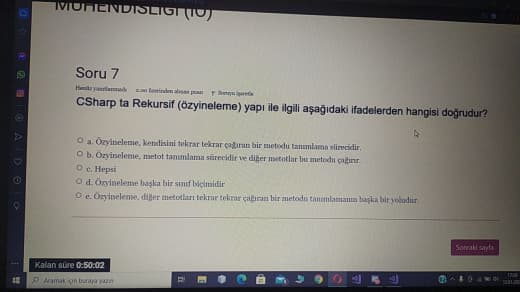 MÜHENDİSLİĞİ (İÖ)
Soru 7
Henüz yanıtlanmadı 2,00 üzerinden alınan puan Soruyu işaretle
CSharp ta Rekursif (özyineleme) yapı ile ilgili aşağıdaki ifadelerden hangisi doğrudur?
a. Özyineleme, kendisini tekrar tekrar çağıran bir metodu tanımlama sürecidir.
b. Özyineleme, metot tanımlama sürecidir ve diğer metotlar bu metodu çağırır.
c. Hepsi
d. Özyineleme başka bir sınıf biçimidir
e. Özyineleme, diğer metotları tekrar tekrar çağıran bir metodu tanımlamanın başka bir yoludur
Sonraki sayfa
Kalan süre 0:50:02
Aramak için buraya yazın